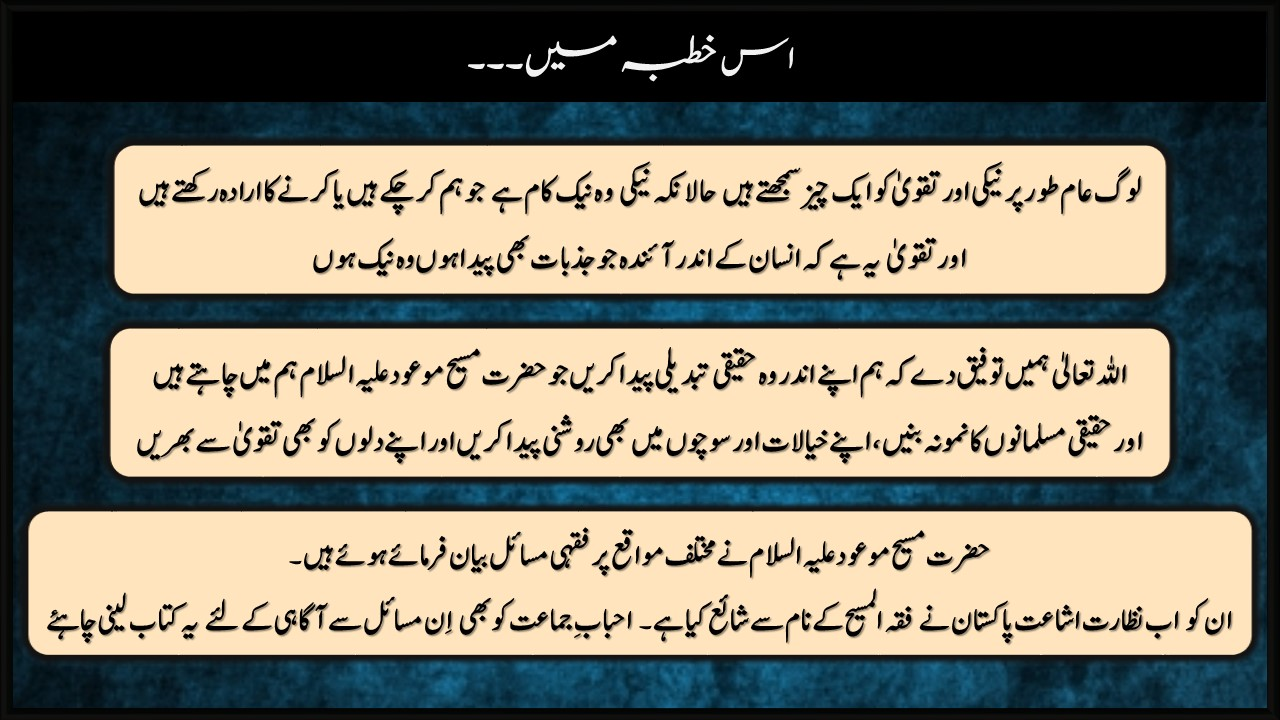 اس خطبہ میں۔۔۔
لوگ عام طور پر نیکی اور تقویٰ کو ایک چیز سمجھتے ہیں حالانکہ نیکی وہ نیک کام ہے جو ہم کر چکے ہیں یا کرنے کا ارادہ رکھتے ہیں
اور تقویٰ یہ ہے کہ انسان کے اندر آئندہ جو جذبات بھی پیدا ہوں وہ نیک ہوں
اللہ تعالیٰ ہمیں توفیق دے کہ ہم اپنے اندر وہ حقیقی تبدیلی پیدا کریں جو حضرت مسیح موعود علیہ السلام ہم میں چاہتے ہیں
اور حقیقی مسلمانوں کا نمونہ بنیں، اپنے خیالات اور سوچوں میں بھی روشنی پیدا کریں اور اپنے دلوں کو بھی تقویٰ سے بھریں
حضرت مسیح موعود علیہ السلام نے مختلف مواقع پر فقہی مسائل بیان فرمائے ہوئے ہیں۔
ان کو اب نظارت اشاعت پاکستان نے فقہ المسیح کے نام سے شائع کیا ہے۔ احبابِ جماعت کو بھی اِن مسائل سے آگاہی کے لئے یہ کتاب لینی چاہئے